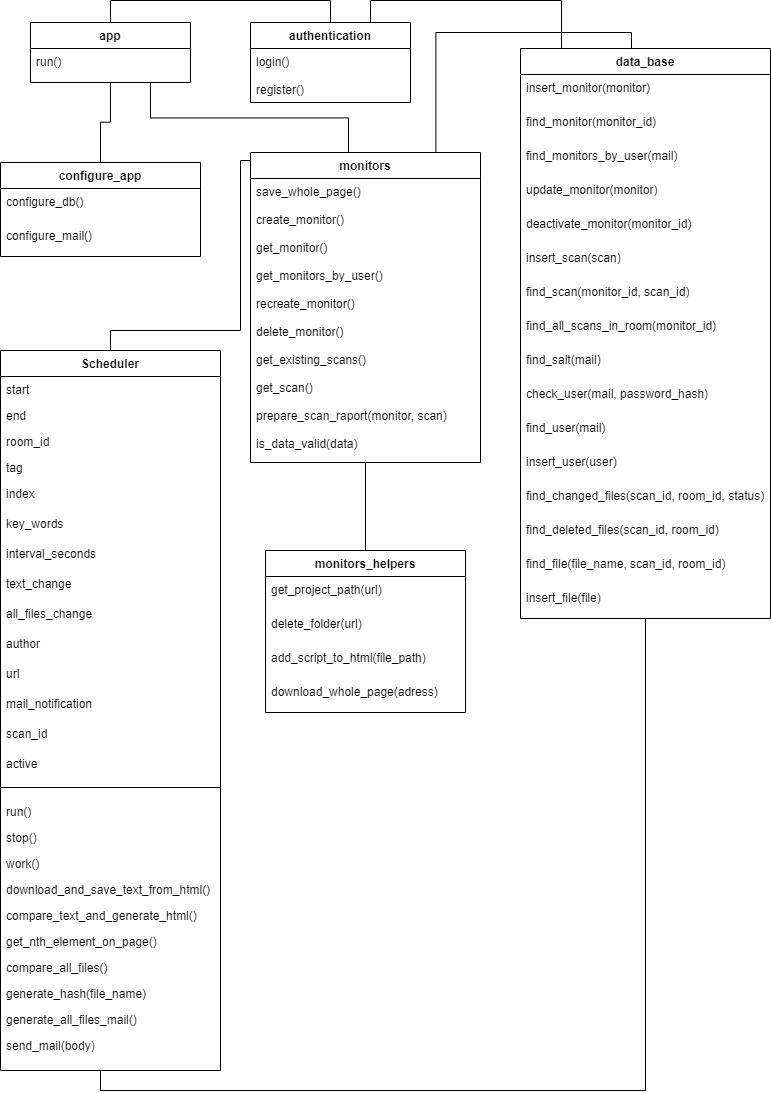 app
run()
authentication
login()
register()
data_base
insert_monitor(monitor)
find_monitor(monitor_id)
find_monitors_by_user(mail)
update_monitor(monitor)
deactivate_monitor(monitor_id)
insert_scan(scan)
find_scan(monitor_id, scan_id)
find_all_scans_in_room(monitor_id)
find_salt(mail)
check_user(mail, password_hash)
find_user(mail)
insert_user(user)
find_changed_files(scan_id, room_id, status)
find_deleted_files(scan_id, room_id)
find_file(file_name, scan_id, room_id)
insert_file(file)
configure_app
configure_db()
configure_mail()
monitors
save_whole_page()
create_monitor()
get_monitor()
get_monitors_by_user()
recreate_monitor()
delete_monitor()
get_existing_scans()
get_scan()
prepare_scan_raport(monitor, scan)
is_data_valid(data)
Scheduler
start
end
room_id
tag
index
key_words
interval_seconds
text_change
all_files_change
author
url
mail_notification
scan_id
active
run()
stop()
work()
download_and_save_text_from_html()
compare_text_and_generate_html()
get_nth_element_on_page()
compare_all_files()
generate_hash(file_name)
generate_all_files_mail()
send_mail(body)
monitors_helpers
get_project_path(url)
delete_folder(url)
add_script_to_html(file_path)
download_whole_page(adress)